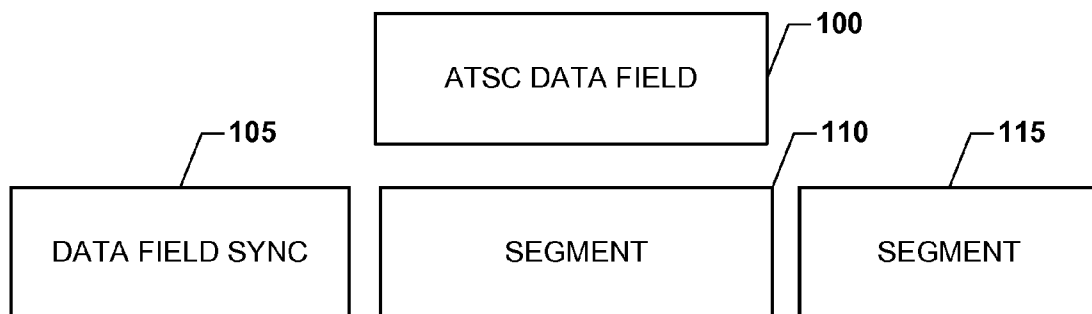 100
ATSC DATA FIELD
105
110
115
DATA FIELD SYNC
SEGMENT
SEGMENT